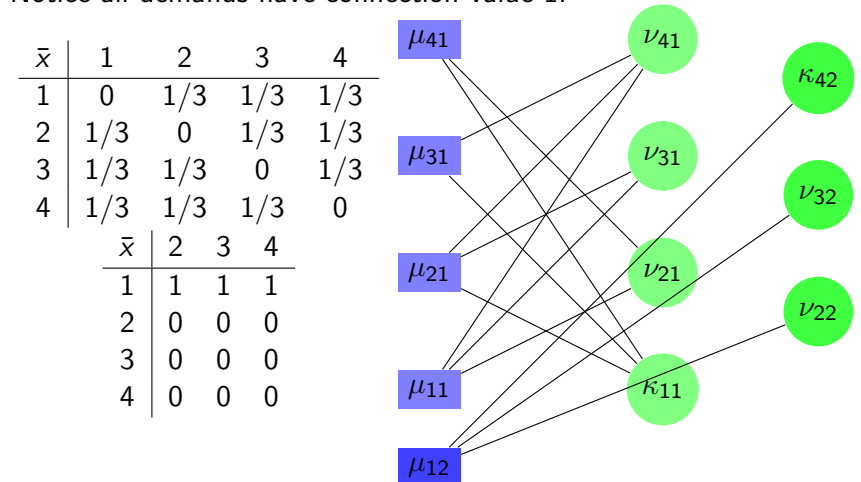 Notice all demands have connection value 1.
x̄ 1 2 3 4
1 0 1/3 1/3 1/3
2 1/3 0 1/3 1/3
3 1/3 1/3 0 1/3
4 1/3 1/3 1/3 0
x̄ 2 3 4
1 1 1 1
2 0 0 0
3 0 0 0
4 0 0 0
μ41
μ31
μ21
μ11
μ12
ν41
ν31
ν21
κ11
κ42
ν32
ν22